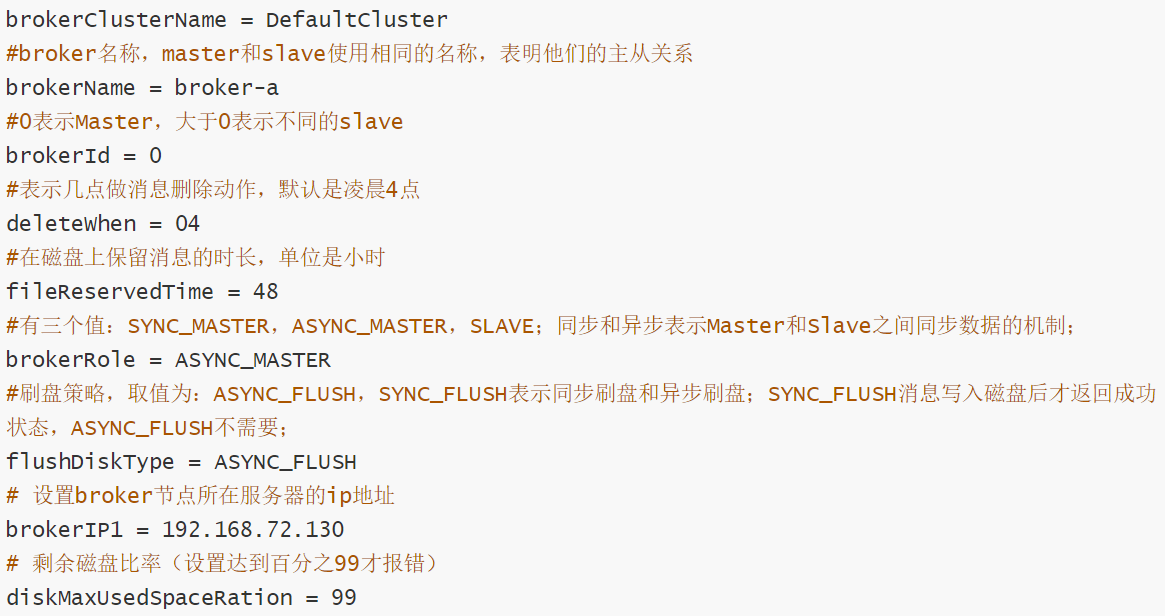 brokerClusterName = DefaultCluster
#broker名称，master和slave使用相同的名称，表明他们的主从关系
brokerName = broker-a
#0表示Master，大于0表示不同的slave
brokerId = 0
#表示几点做消息删除动作，默认是凌晨4点
deleteWhen = 04
#在磁盘上保留消息的时长，单位是小时
fileReservedTime = 48
#有三个值：SYNC_MASTER，ASYNC_MASTER，SLAVE；同步和异步表示Master和Slave之间同步数据的机制；
brokerRole = ASYNC_MASTER
#刷盘策略，取值为：ASYNC_FLUSH，SYNC_FLUSH表示同步刷盘和异步刷盘；SYNC_FLUSH消息写入磁盘后才返回成功
状态，ASYNC_FLUSH不需要；
flushDiskType = ASYNC_FLUSH
# 设置broker节点所在服务器的ip地址
brokerIP1 = 192.168.72.130
# 剩余磁盘比率（设置达到百分之99才报错）
diskMaxUsedSpaceRation = 99